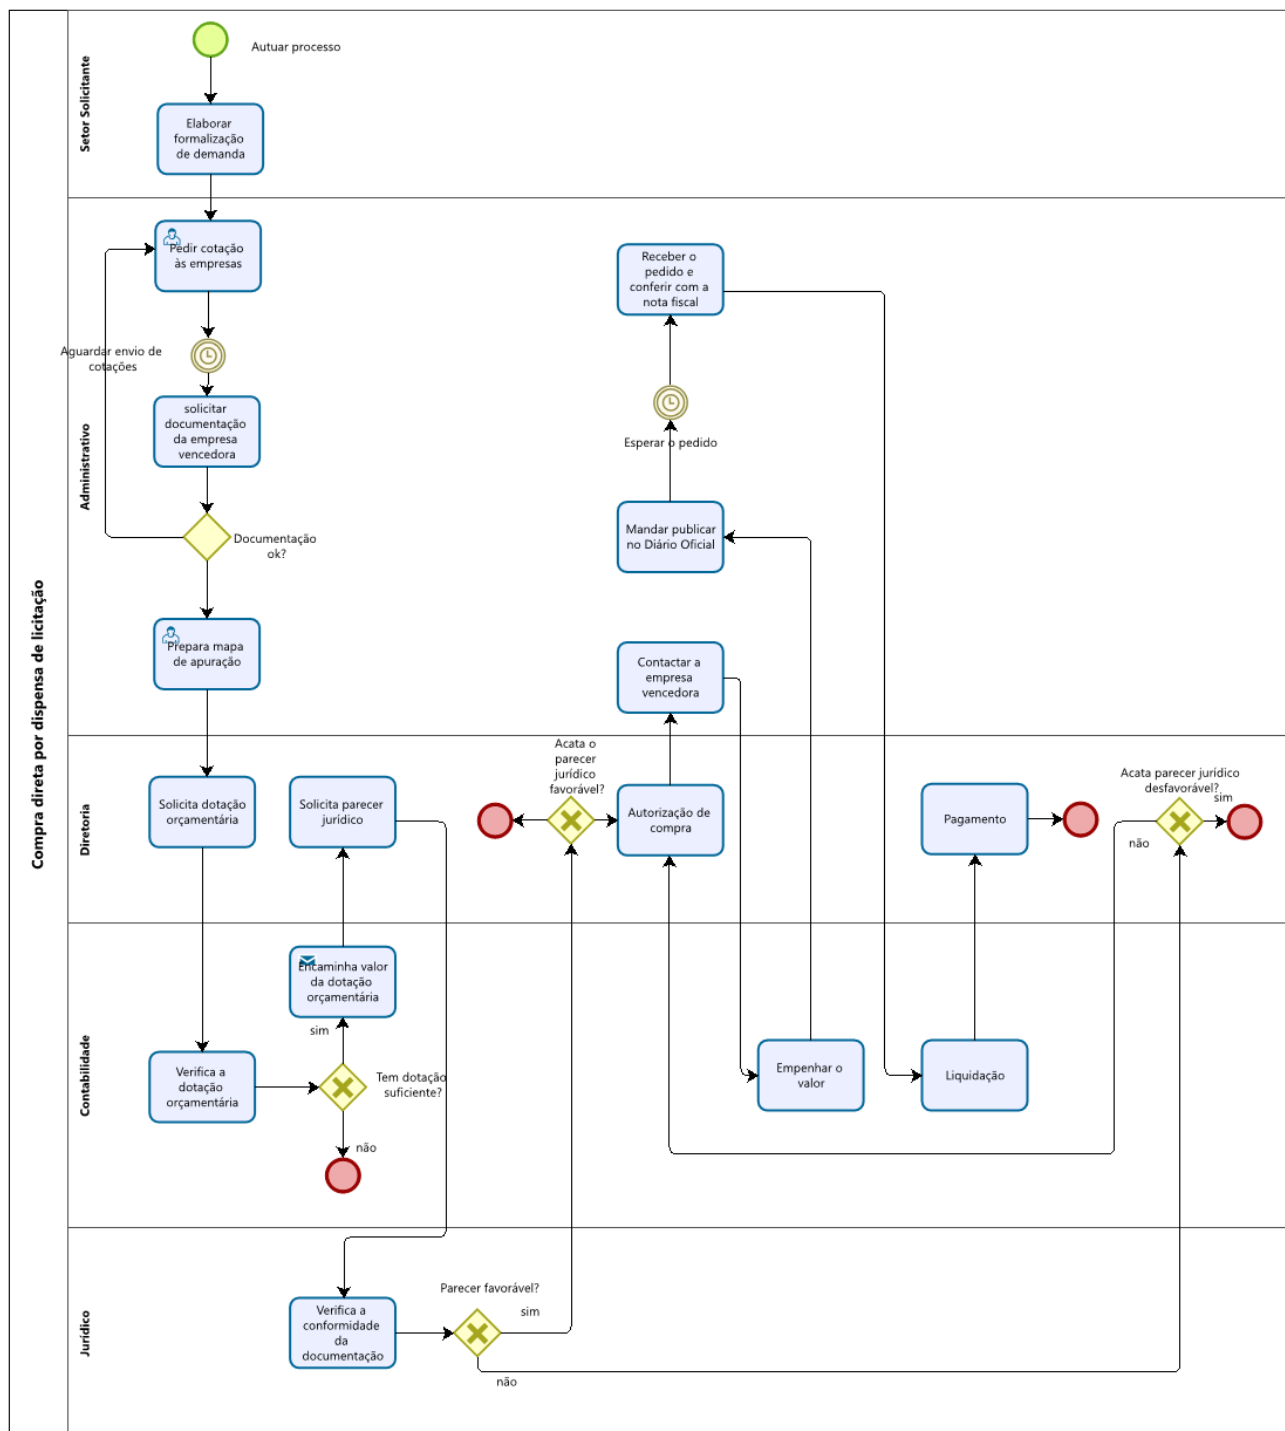 Compra direta por dispensa de licitação
Setor Solicitante
Autuar processo
Elaborar
formalização
de demanda
Administrativo
Pedir cotação
às empresas
Aguardar envio de
cotações
solicitar
documentação
da empresa
vencedora
Documentação
ok?
Prepara mapa
de apuração
Receber o
pedido e
conferir com a
nota fiscal
Esperar o pedido
Mandar publicar
no Diário Oficial
Contactar a
empresa
vencedora
Diretoria
Solicita dotação
orçamentária
Solicita parecer
jurídico
Acata o
parecer
jurídico
favorável?
Autorização de
compra
Pagamento
Acata parecer jurídico
desfavorável?
sim
não
Contabilidade
Encaminha valor
da dotação
orçamentária
sim
Verifica a
dotação
orçamentária
Tem dotação
suficiente?
não
Empenhar o
valor
Liquidação
Jurídico
Verifica a
conformidade
da
documentação
Parecer favorável?
sim
não